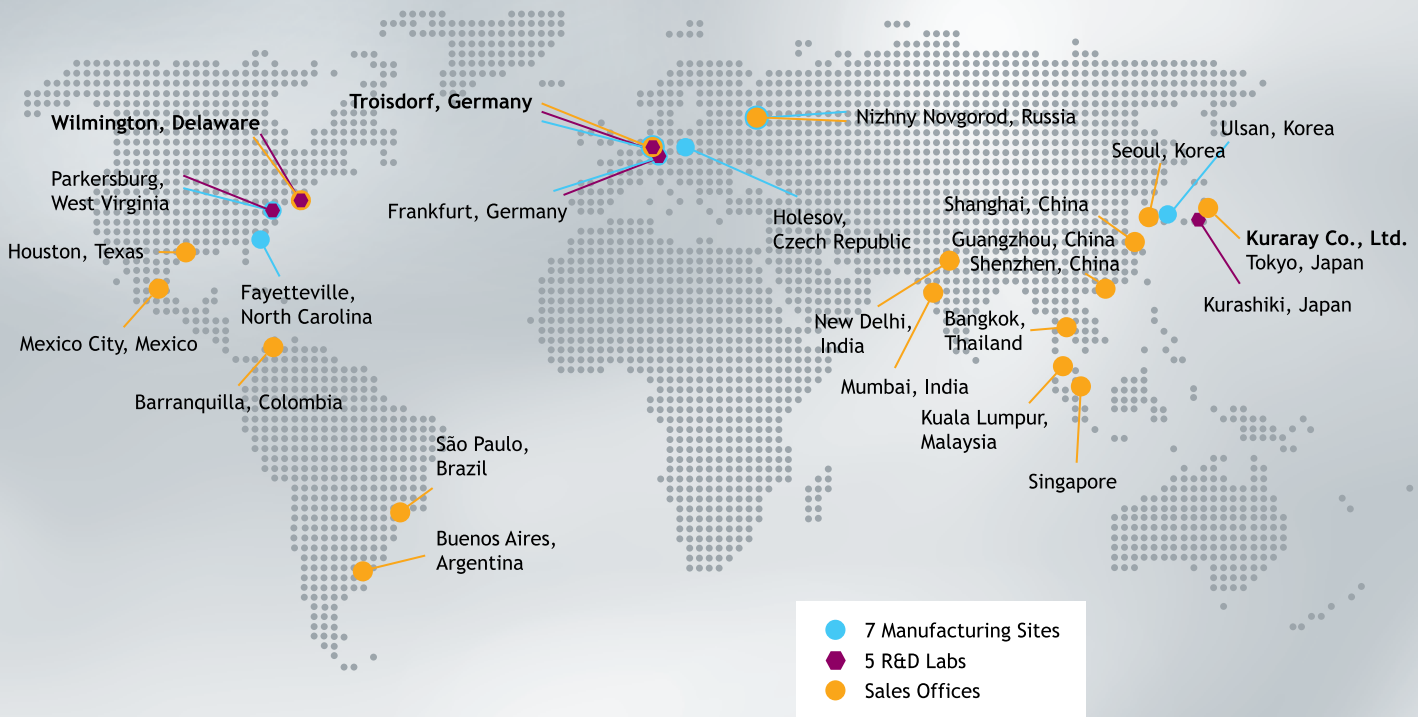 Troisdorf, Germany
Wilmington, Delaware
Nizhny Novgorod, Russia
Ulsan, Korea
Seoul, Korea
Parkersburg,
West Virginia
Frankfurt, Germany
Holesov,
Czech Republic
Shanghai, China
Guangzhou, China
Shenzhen, China
Kuraray Co., Ltd.
Tokyo, Japan
Houston, Texas
Fayetteville,
North Carolina
Kurashiki, Japan
New Delhi,
India
Bangkok,
Thailand
Mexico City, Mexico
Mumbai, India
Barranquilla, Colombia
Kuala Lumpur,
Malaysia
São Paulo,
Brazil
Singapore
Buenos Aires,
Argentina
7 Manufacturing Sites
5 R&D Labs
Sales Offices